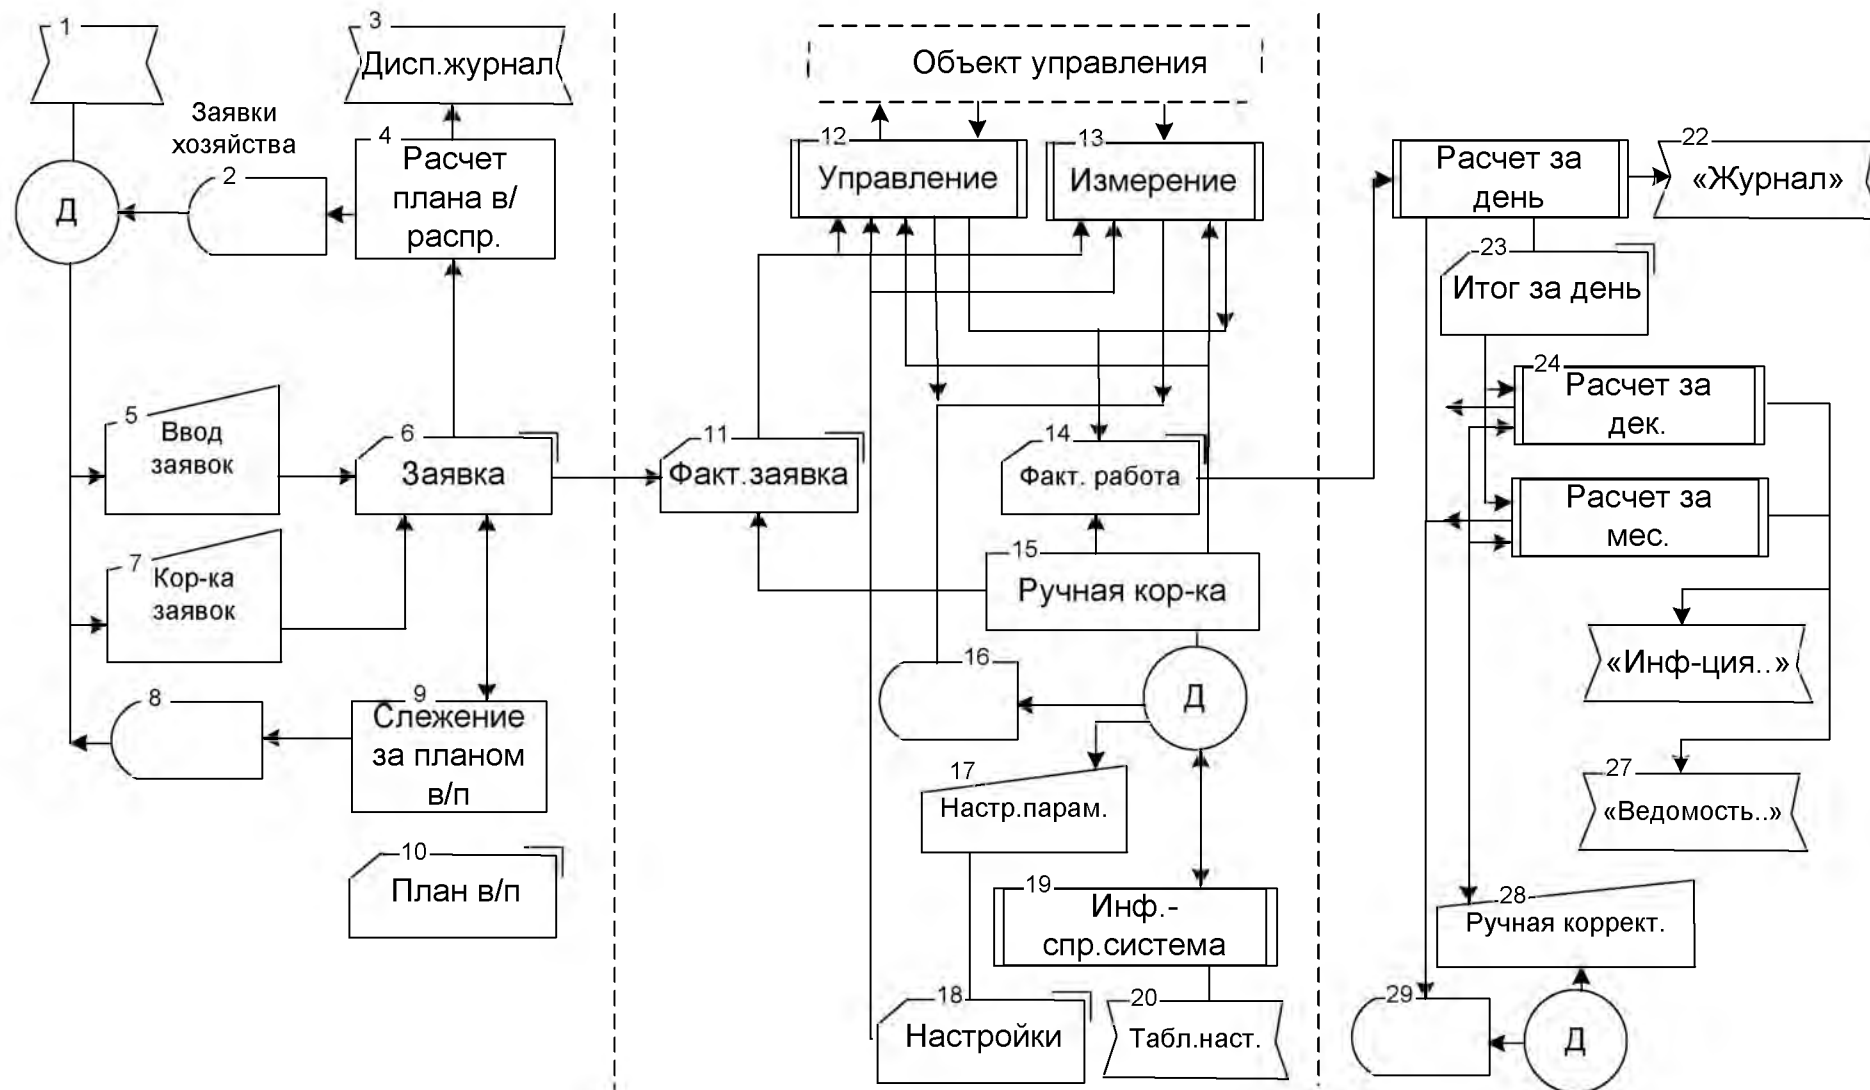 1
3
Дисп.журнал
Заявки
хозяйства
2
4
Расчет
плана в/
распр.
Д
5
Ввод
заявок
6
Заявка
7
Кор-ка
заявок
8
9
Слежение
за планом
в/п
10
План в/п
Объект управления
12
Управление
13
Измерение
11
Факт.заявка
14
Факт. работа
15
Ручная кор-ка
16
Д
17
Настр.парам.
19
Инф.-
спр.система
18
Настройки
20
Табл.наст.
Расчет за
день
22
«Журнал»
23
Итог за день
24
Расчет за
дек.
Расчет за
мес.
«Инф-ция..»
27
«Ведомость..»
28
Ручная коррект.
29
Д